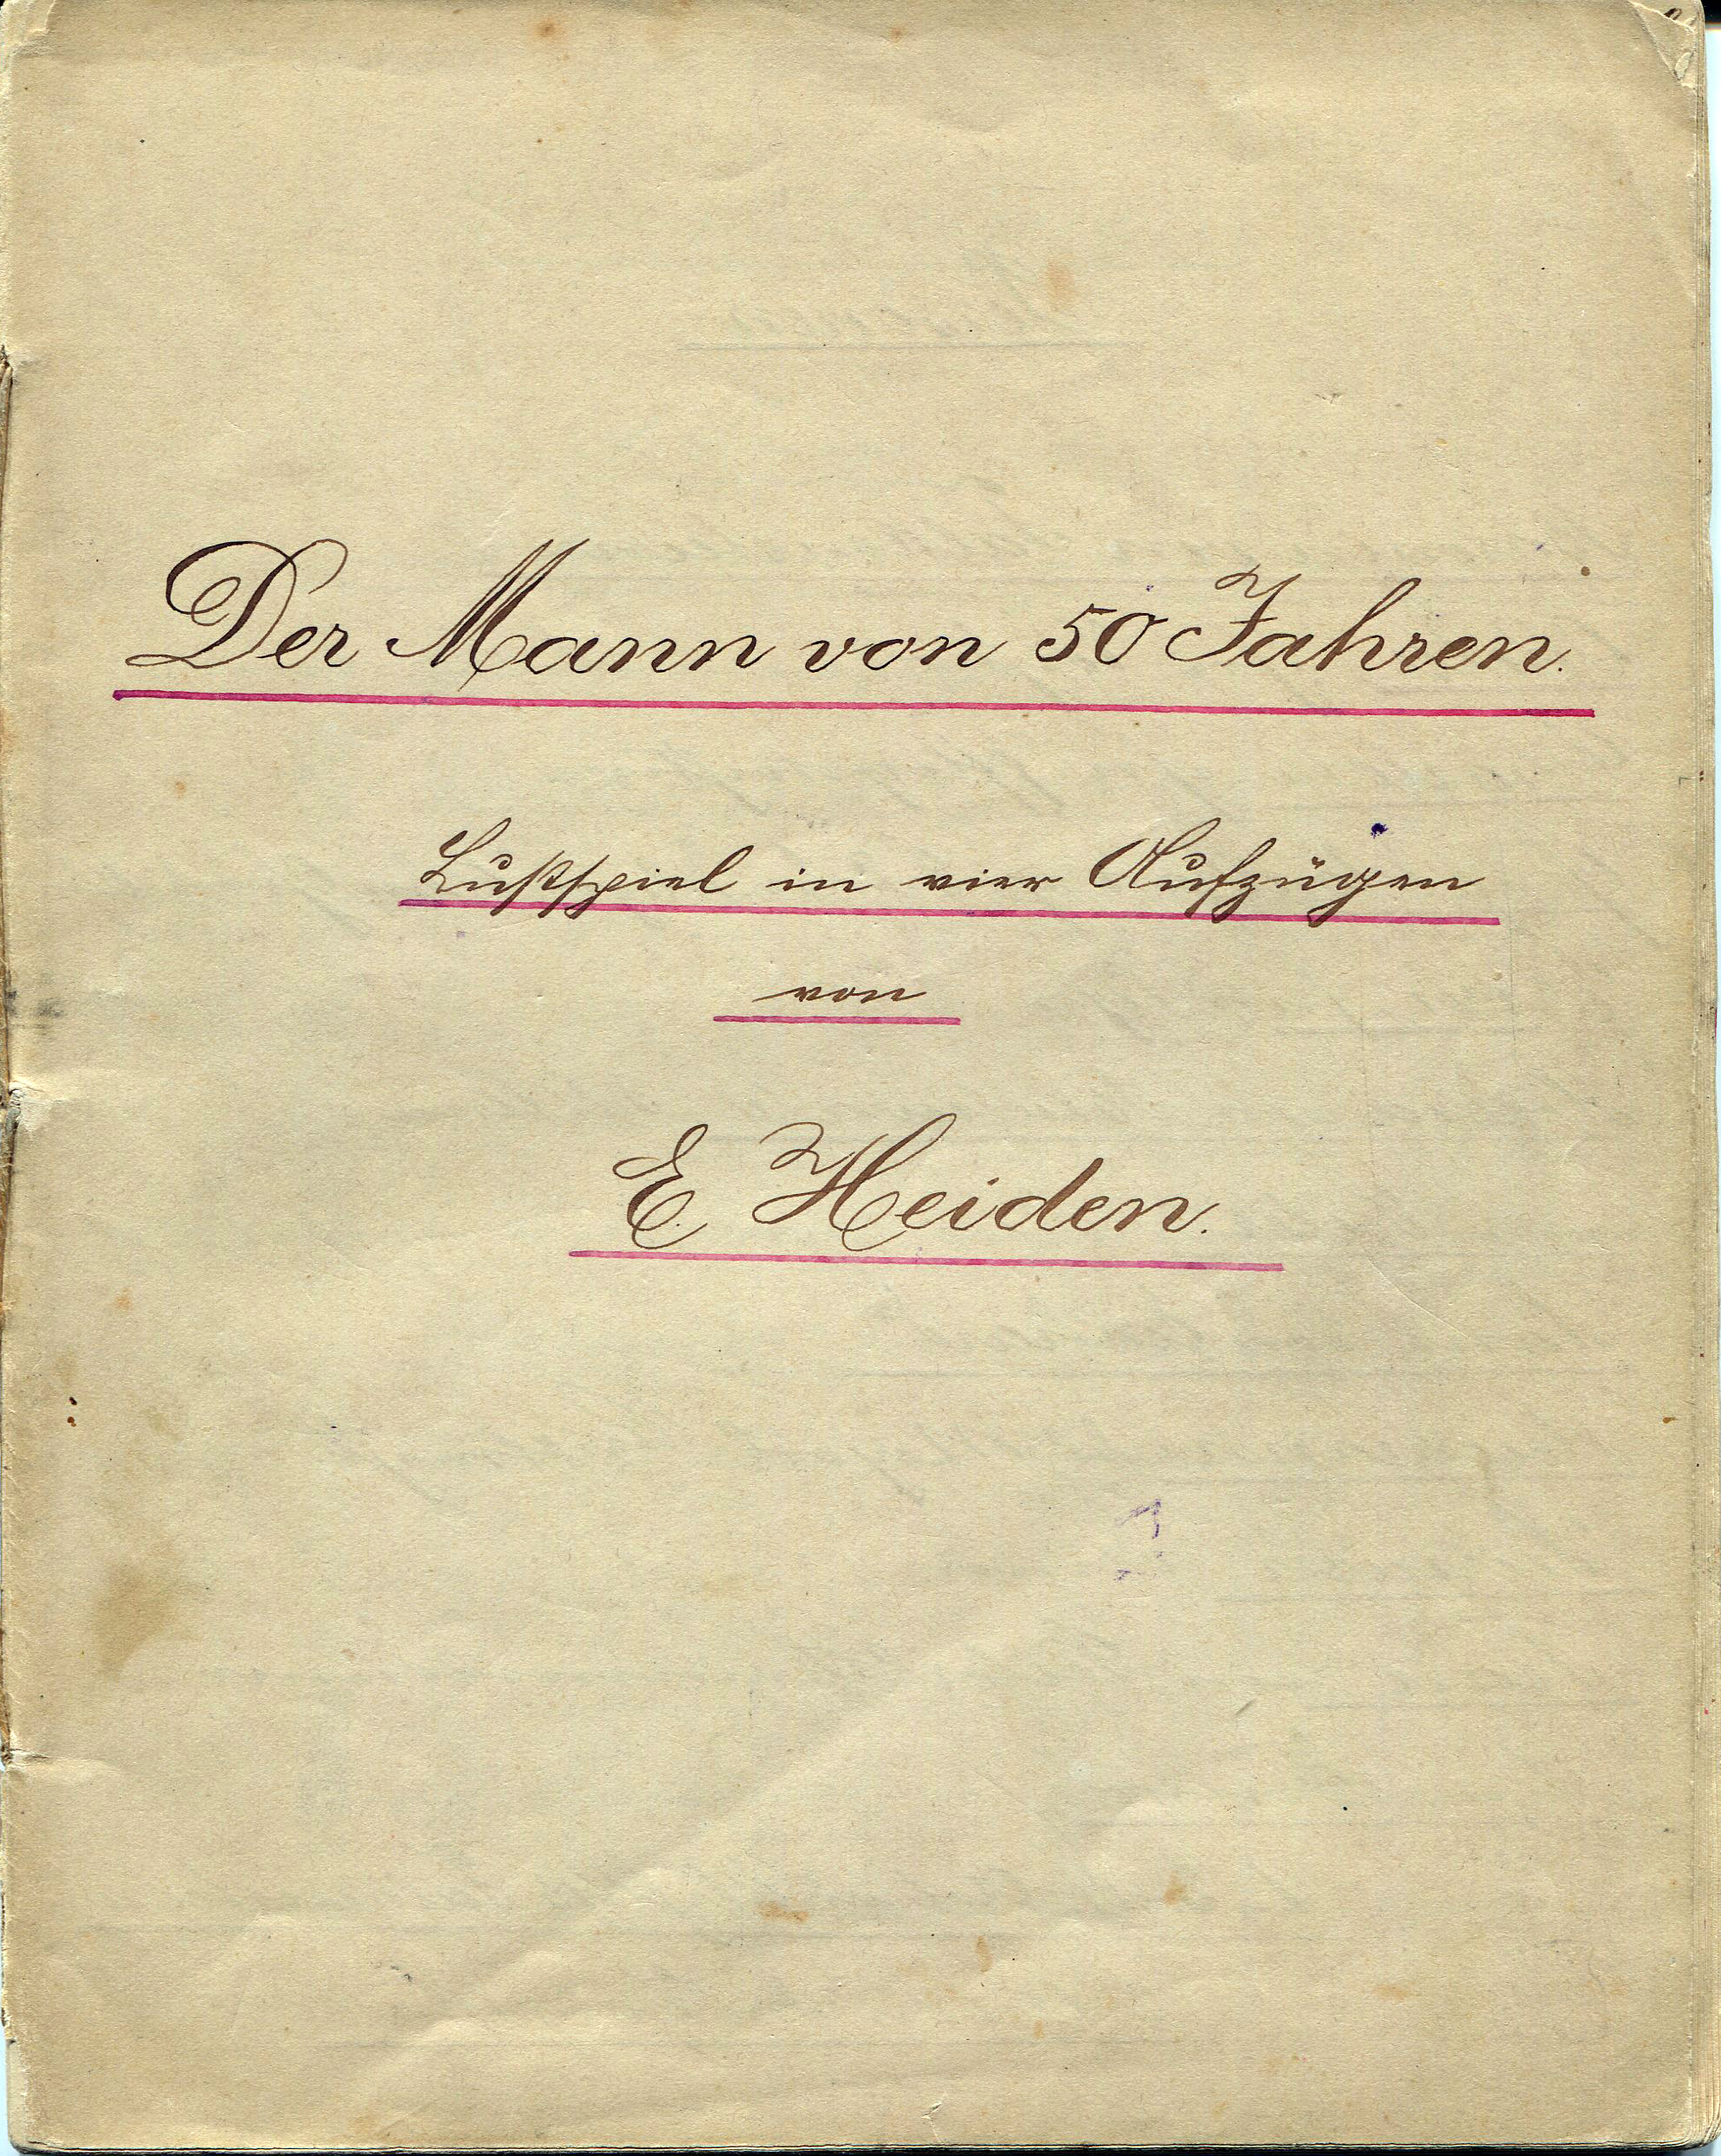 Der Mann von 50 Jahren.
Lustspiel in vier Aufzügen
von
E. Heiden.